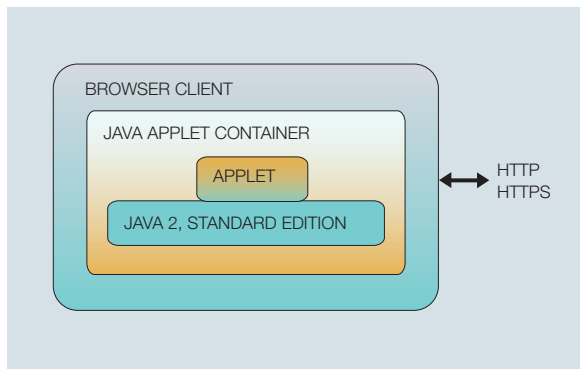 BROWSER CLIENT
JAVA APPLET CONTAINER
APPLET
JAVA 2, STANDARD EDITION
HTTP
HTTPS